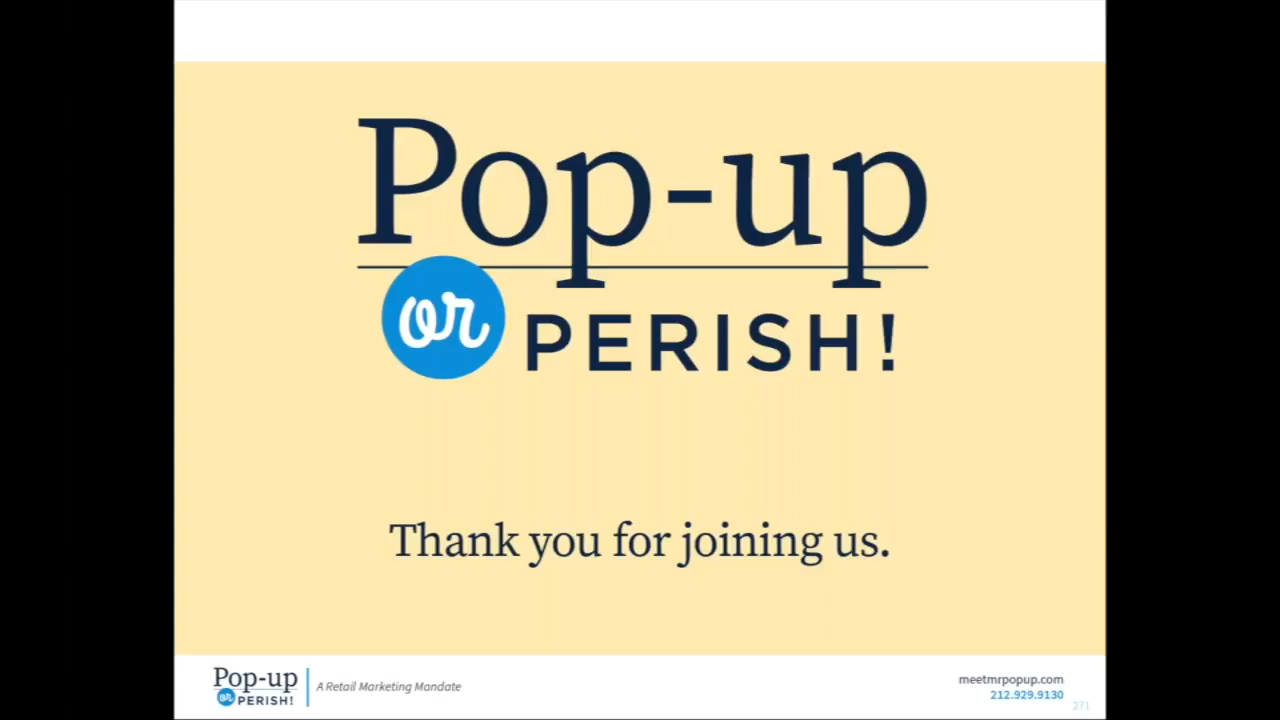 Pop-up
or PERISH!
Thank you for joining us.
Pop-up
or PERISH!
A Retail Marketing Mandate
meetmrpopup.com
212.929.9130
271